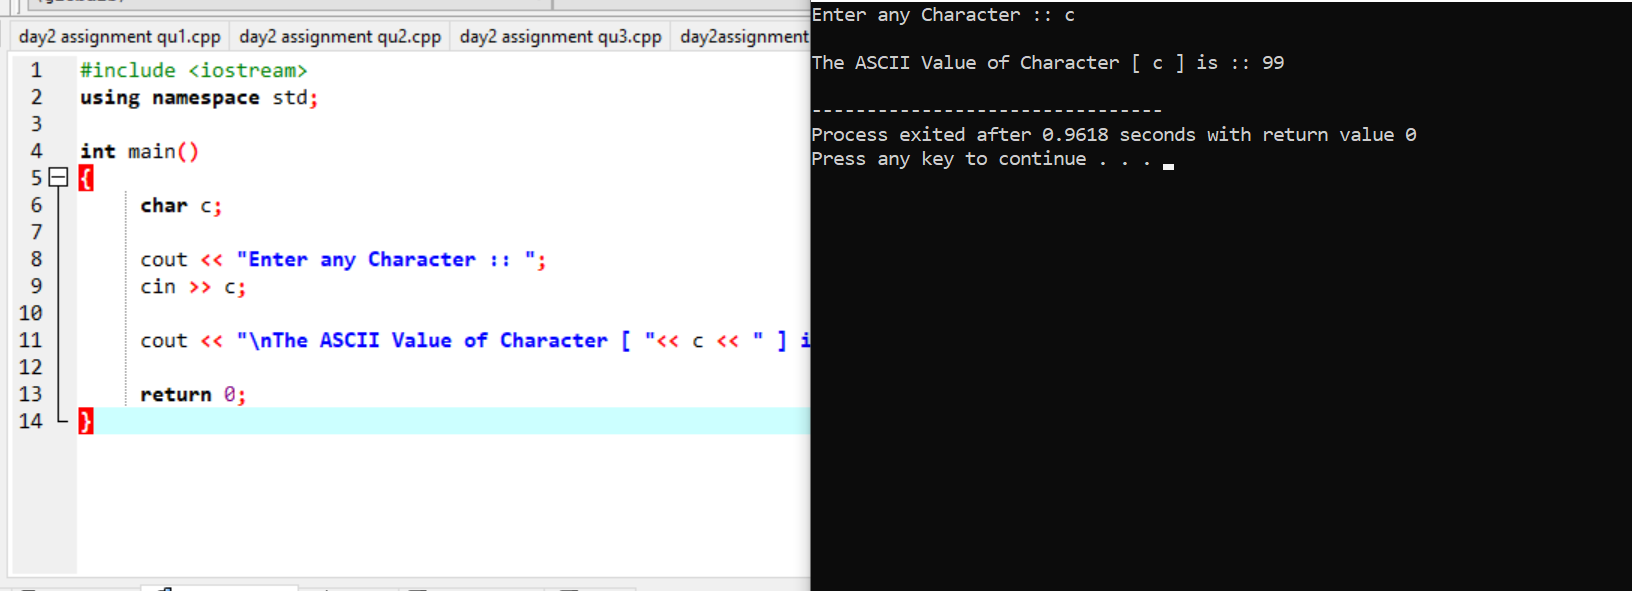 day2 assignment qu1.cpp day2 assignment qu2.cpp day2 assignment qu3.cpp day2assignment
1 #include <iostream>
2 using namespace std;
3
4 int main()
5 {
6 char c;
7
8 cout << "Enter any Character :: ";
9 cin >> c;
10
11 cout << "\nThe ASCII Value of Character [ "<< c << " ] i
12
13 return 0;
14 }
Enter any Character :: c
The ASCII Value of Character [ c ] is :: 99
--------------------------------
Process exited after 0.9618 seconds with return value 0
Press any key to continue . . .